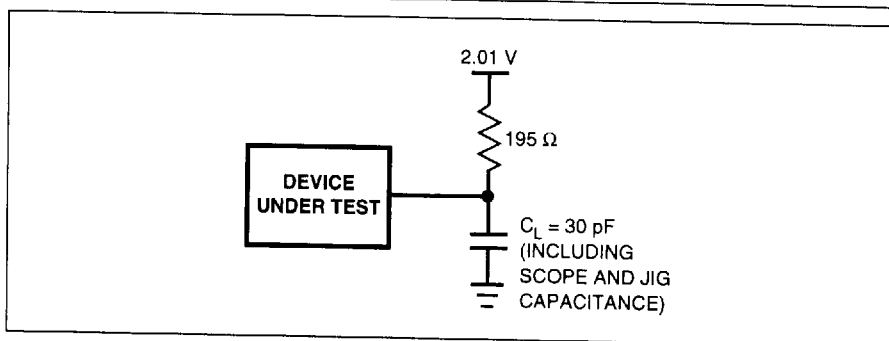 2.01 V
195 Ω
DEVICE
UNDER TEST
C_L = 30 pF
(INCLUDING
SCOPE AND JIG
CAPACITANCE)